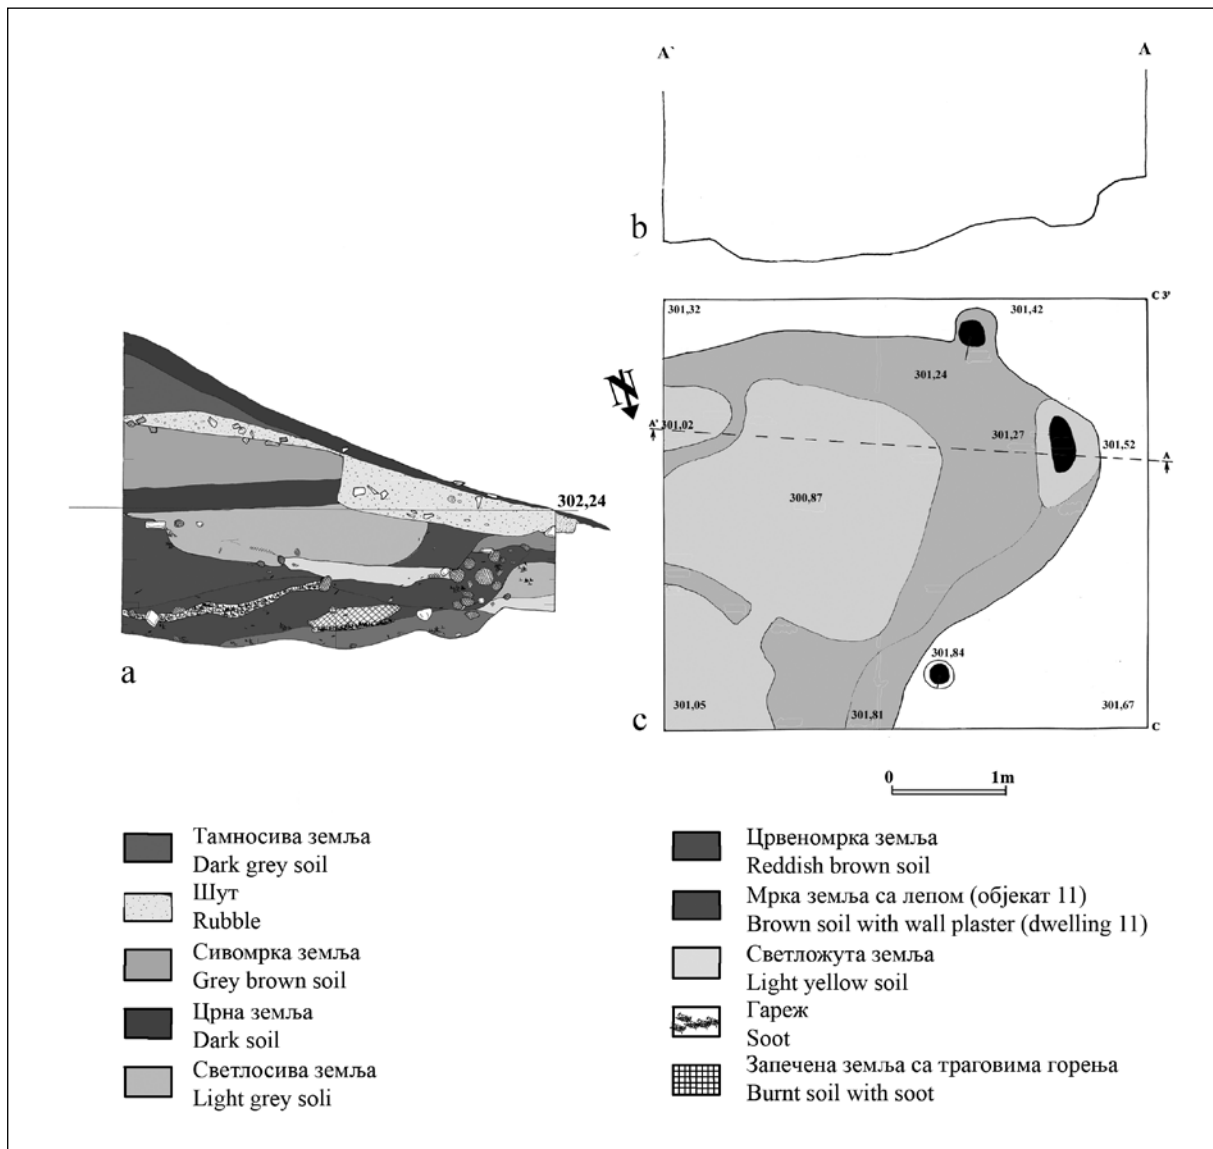 A` A
b
C 3'
301,32 301,42
301,24
N
A' 301,02 301,27 301,52
A
302,24
300,87
a
301,84
301,05 301,81 301,67
c C
0 1m
Тамносива земља
Dark grey soil
Шут
Rubble
Сивомрка земља
Grey brown soil
Црна земља
Dark soil
Светлосива земља
Light grey soli
Црвеномрка земља
Reddish brown soil
Мрка земља са лепом (објекат 11)
Brown soil with wall plaster (dwelling 11)
Светложута земља
Light yellow soil
Гареж
Soot
Запечена земља са траговима горења
Burnt soil with soot